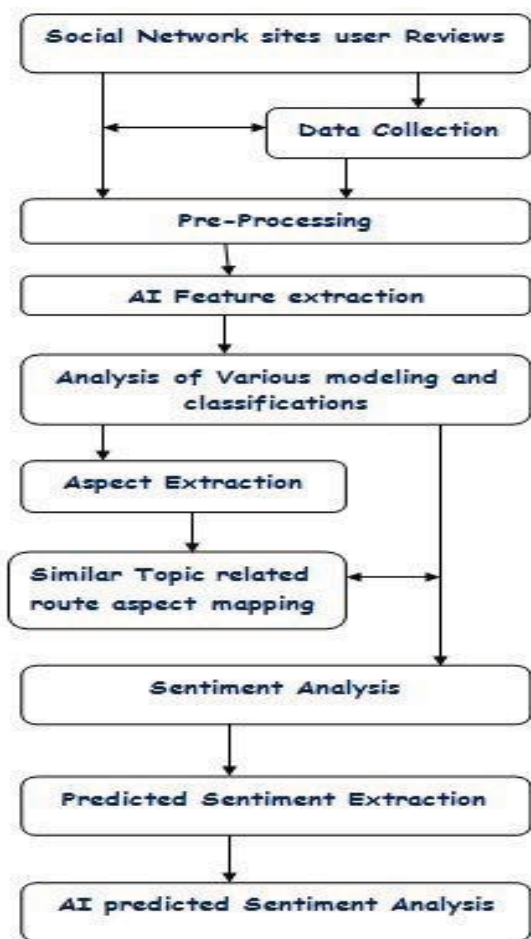 Social Network sites user Reviews
Data Collection
Pre-Processing
AI Feature extraction
Analysis of Various modeling and
classifications
Aspect Extraction
Similar Topic related
route aspect mapping
Sentiment Analysis
Predicted Sentiment Extraction
AI predicted Sentiment Analysis